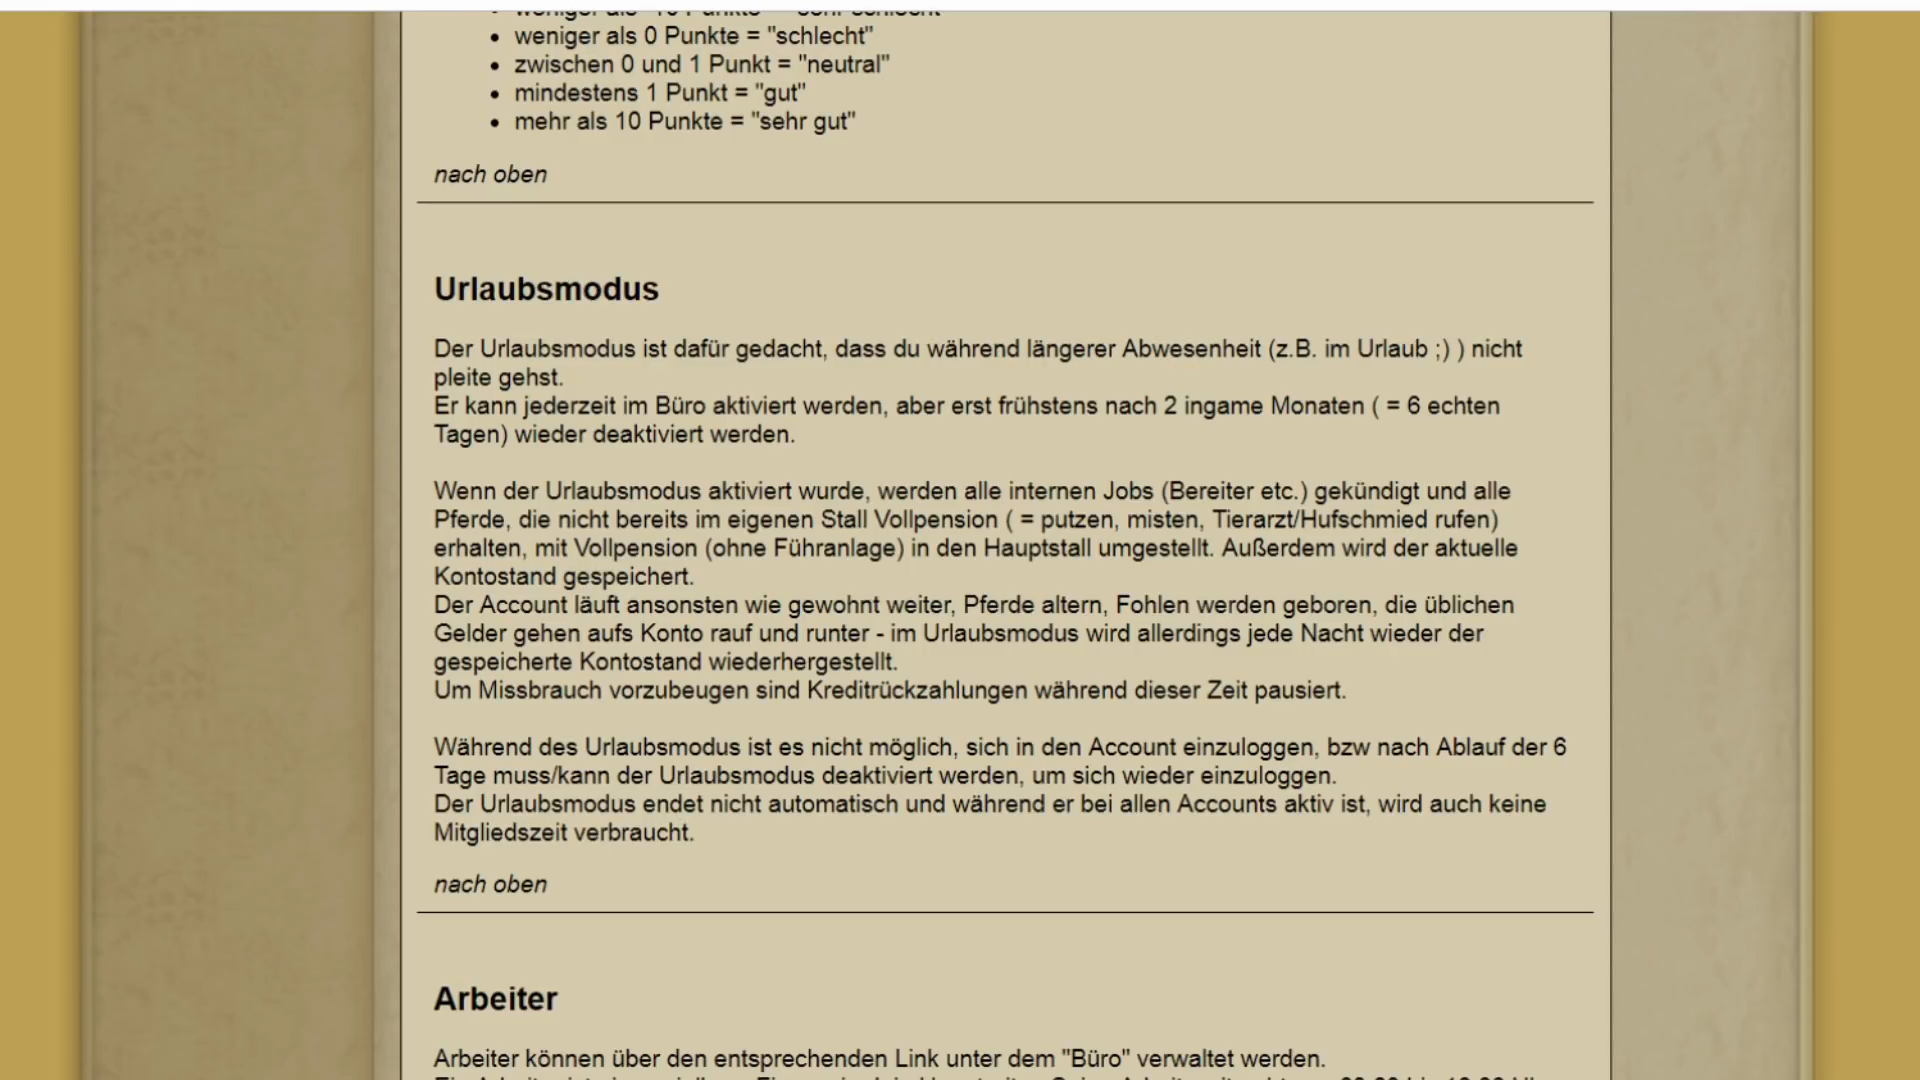 weniger als -10 Punkte = "sehr schlecht"
weniger als 0 Punkte = "schlecht"
zwischen 0 und 1 Punkt = "neutral"
mindestens 1 Punkt = "gut"
mehr als 10 Punkte = "sehr gut"
nach oben
Urlaubsmodus
Der Urlaubsmodus ist dafür gedacht, dass du während längerer Abwesenheit (z.B. im Urlaub ;) ) nicht
pleite gehst.
Er kann jederzeit im Büro aktiviert werden, aber erst frühstens nach 2 ingame Monaten ( = 6 echten
Tagen) wieder deaktiviert werden.
Wenn der Urlaubsmodus aktiviert wurde, werden alle internen Jobs (Bereiter etc.) gekündigt und alle
Pferde, die nicht bereits im eigenen Stall Vollpension ( = putzen, misten, Tierarzt/Hufschmied rufen)
erhalten, mit Vollpension (ohne Führanlage) in den Hauptstall umgestellt. Außerdem wird der aktuelle
Kontostand gespeichert.
Der Account läuft ansonsten wie gewohnt weiter, Pferde altern, Fohlen werden geboren, die üblichen
Gelder gehen aufs Konto rauf und runter - im Urlaubsmodus wird allerdings jede Nacht wieder der
gespeicherte Kontostand wiederhergestellt.
Um Missbrauch vorzubeugen sind Kreditrückzahlungen während dieser Zeit pausiert.
Während des Urlaubsmodus ist es nicht möglich, sich in den Account einzuloggen, bzw nach Ablauf der 6
Tage muss/kann der Urlaubsmodus deaktiviert werden, um sich wieder einzuloggen.
Der Urlaubsmodus endet nicht automatisch und während er bei allen Accounts aktiv ist, wird auch keine
Mitgliedszeit verbraucht.
nach oben
Arbeiter
Arbeiter können über den entsprechenden Link unter dem "Büro" verwaltet werden.